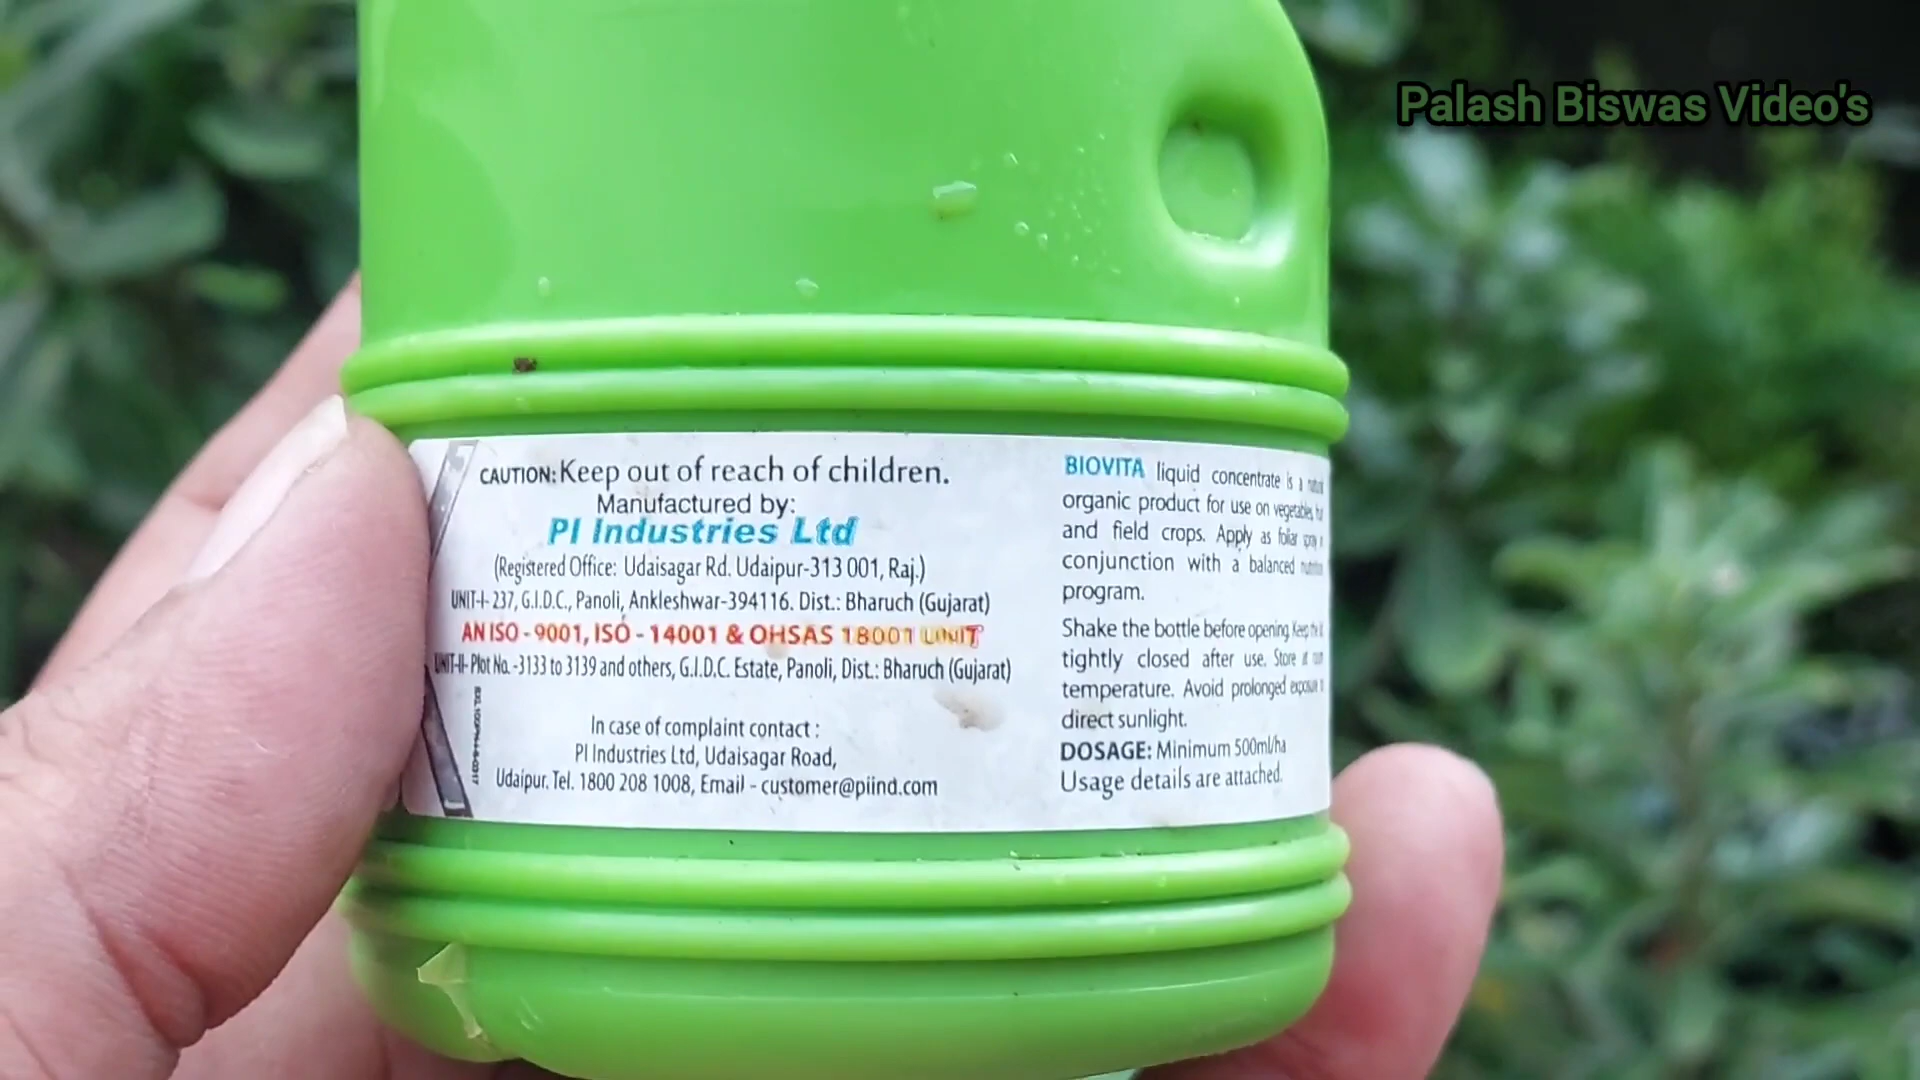 Palash Biswas Video's
CAUTION: Keep out of reach of children.
Manufactured by:
PI Industries Ltd
(Registered Office: Udaisagar Rd. Udaipur-313 001, Raj.)
UNIT-I- 237, G.I.D.C., Panoli, Ankleshwar-394116. Dist.: Bharuch (Gujarat)
AN ISO - 9001, ISO - 14001 & OHSAS 18001 UNIT
UNIT-II- Plot No. -3133 to 3139 and others, G.I.D.C. Estate, Panoli, Dist.: Bharuch (Gujarat)
In case of complaint contact :
PI Industries Ltd, Udaisagar Road,
Udaipur. Tel. 1800 208 1008, Email - customer@piind.com
BIOVITA liquid concentrate is a
organic product for use on vegetables,
and field crops. Apply as foliar spray
conjunction with a balanced
program.
Shake the bottle before opening. Keep
tightly closed after use. Store at
temperature. Avoid prolonged exposure
direct sunlight.
DOSAGE: Minimum 500ml/ha
Usage details are attached.